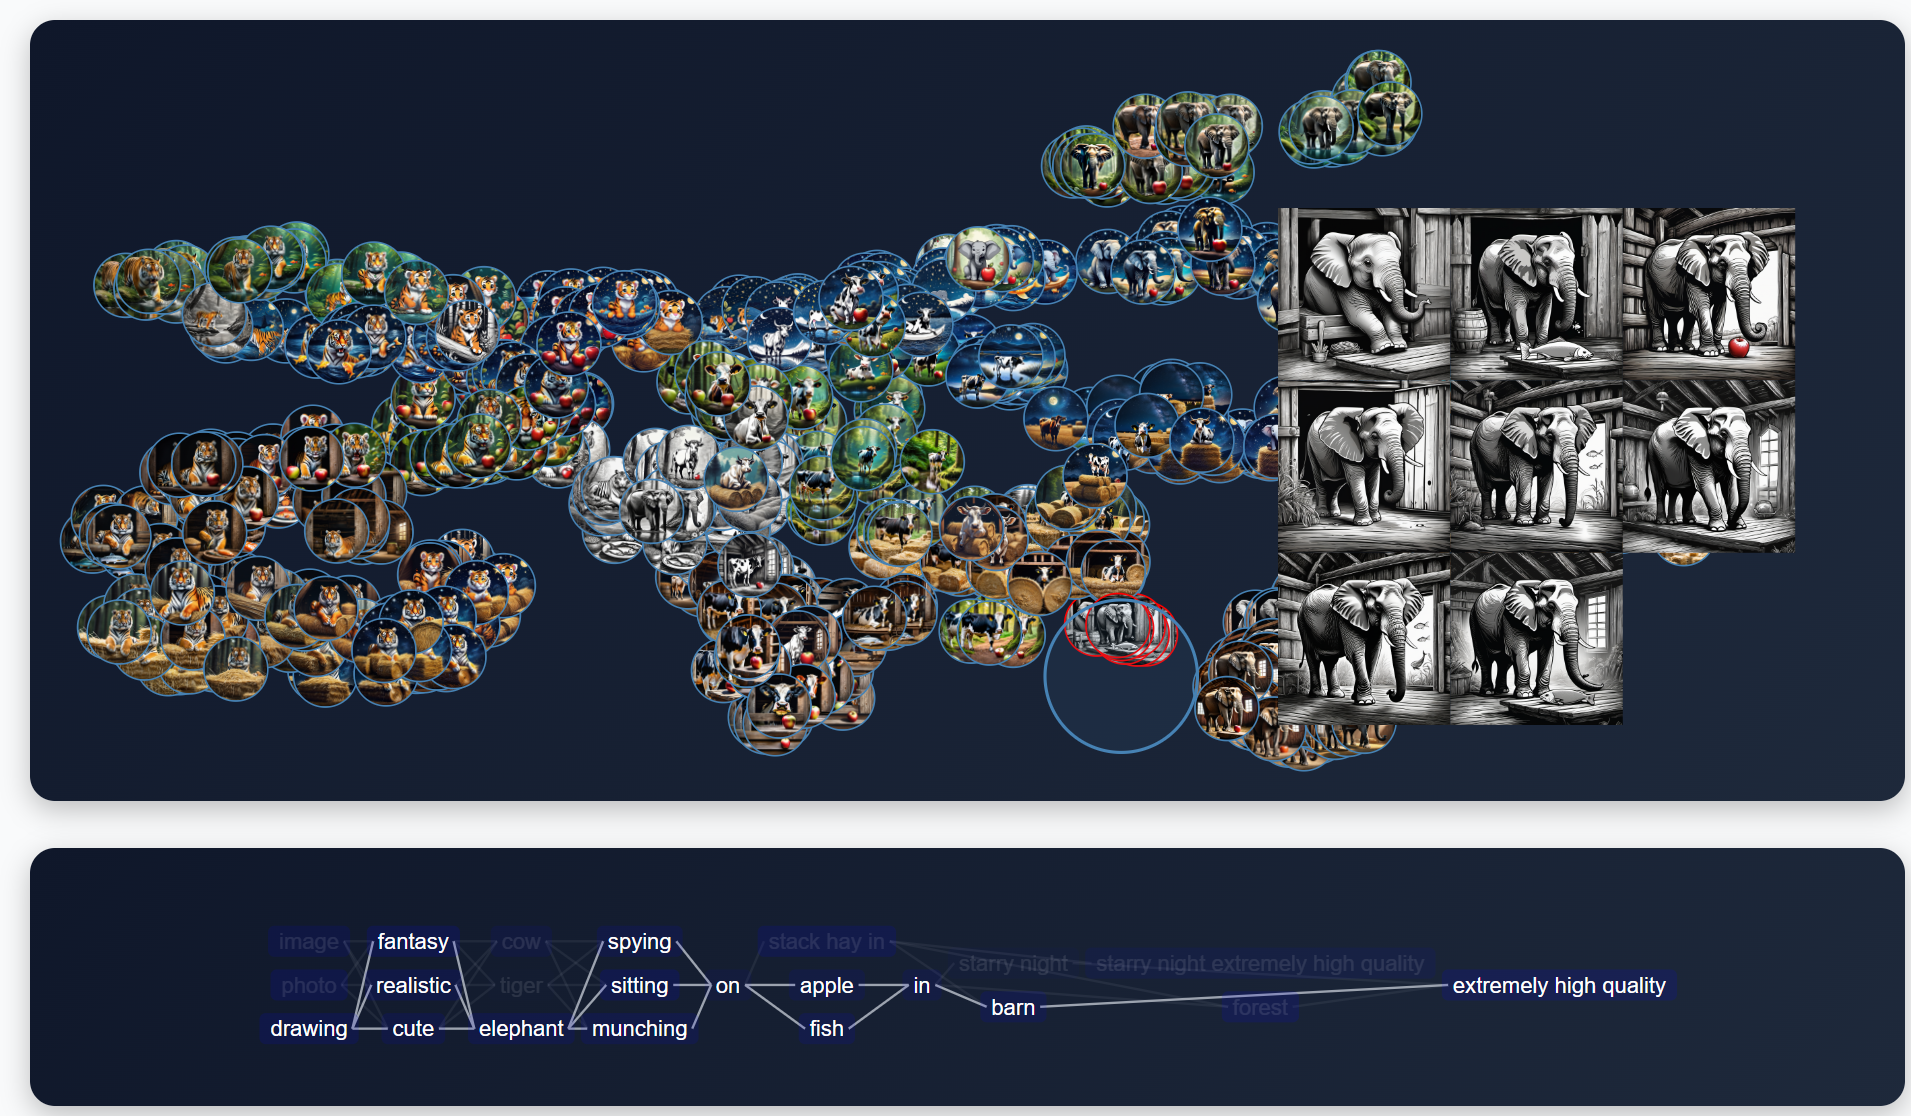 image fantasy cow spying stack hay in
starry night starry night extremely high quality
photo realistic tiger sitting on apple in extremely high quality
barn forest
drawing cute elephant munching fish